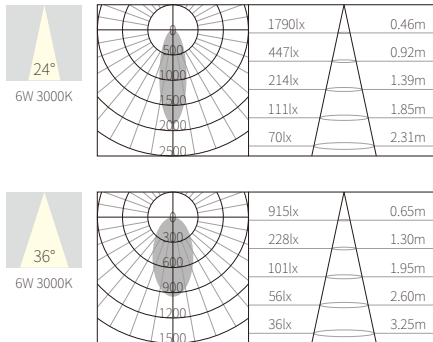 24°
6W 3000K
0
500
1000
1500
2000
2500
1790lx 0.46m
447lx 0.92m
214lx 1.39m
111lx 1.85m
70lx 2.31m
36°
6W 3000K
0
300
600
900
1200
1500
915lx 0.65m
228lx 1.30m
101lx 1.95m
56lx 2.60m
36lx 3.25m